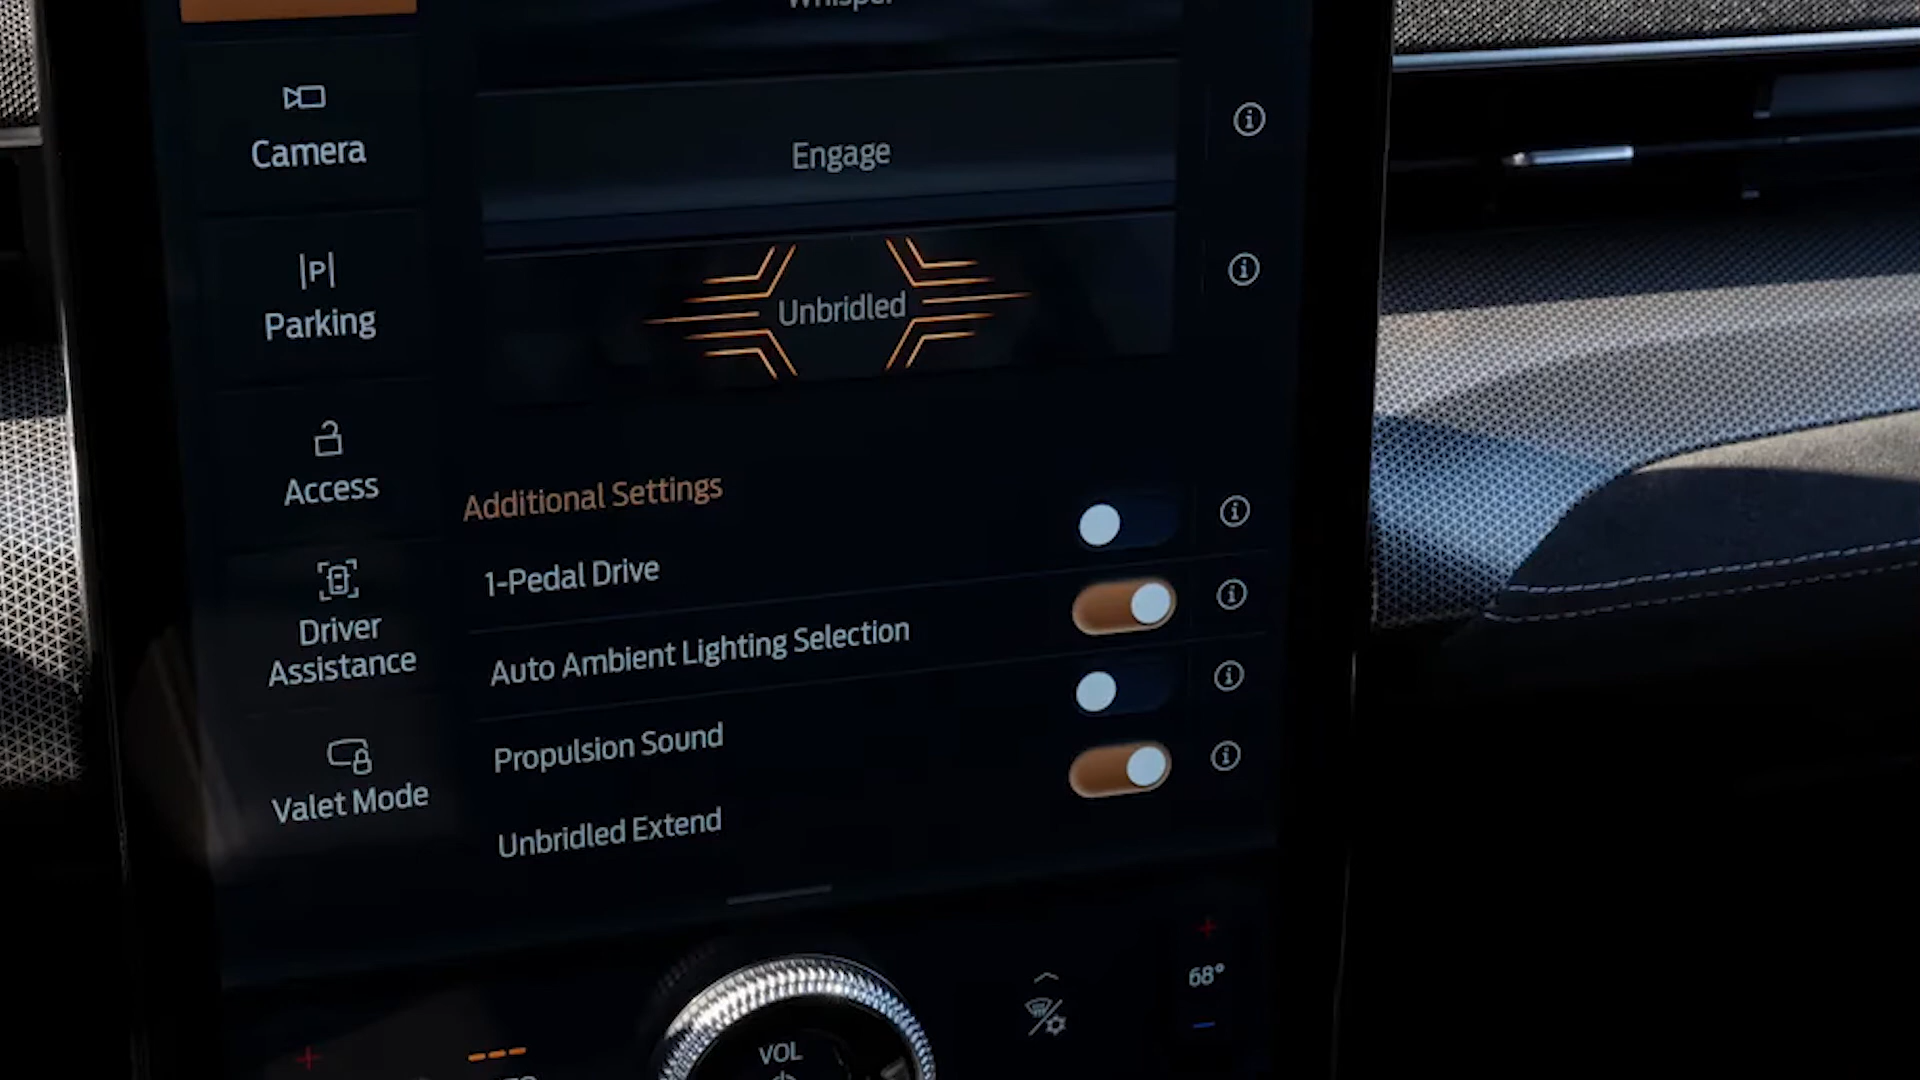 Whisper
Camera
Engage
Parking
Unbridled
Access
Additional Settings
1-Pedal Drive
Driver
Assistance
Auto Ambient Lighting Selection
Propulsion Sound
Valet Mode
Unbridled Extend
68°
VOL